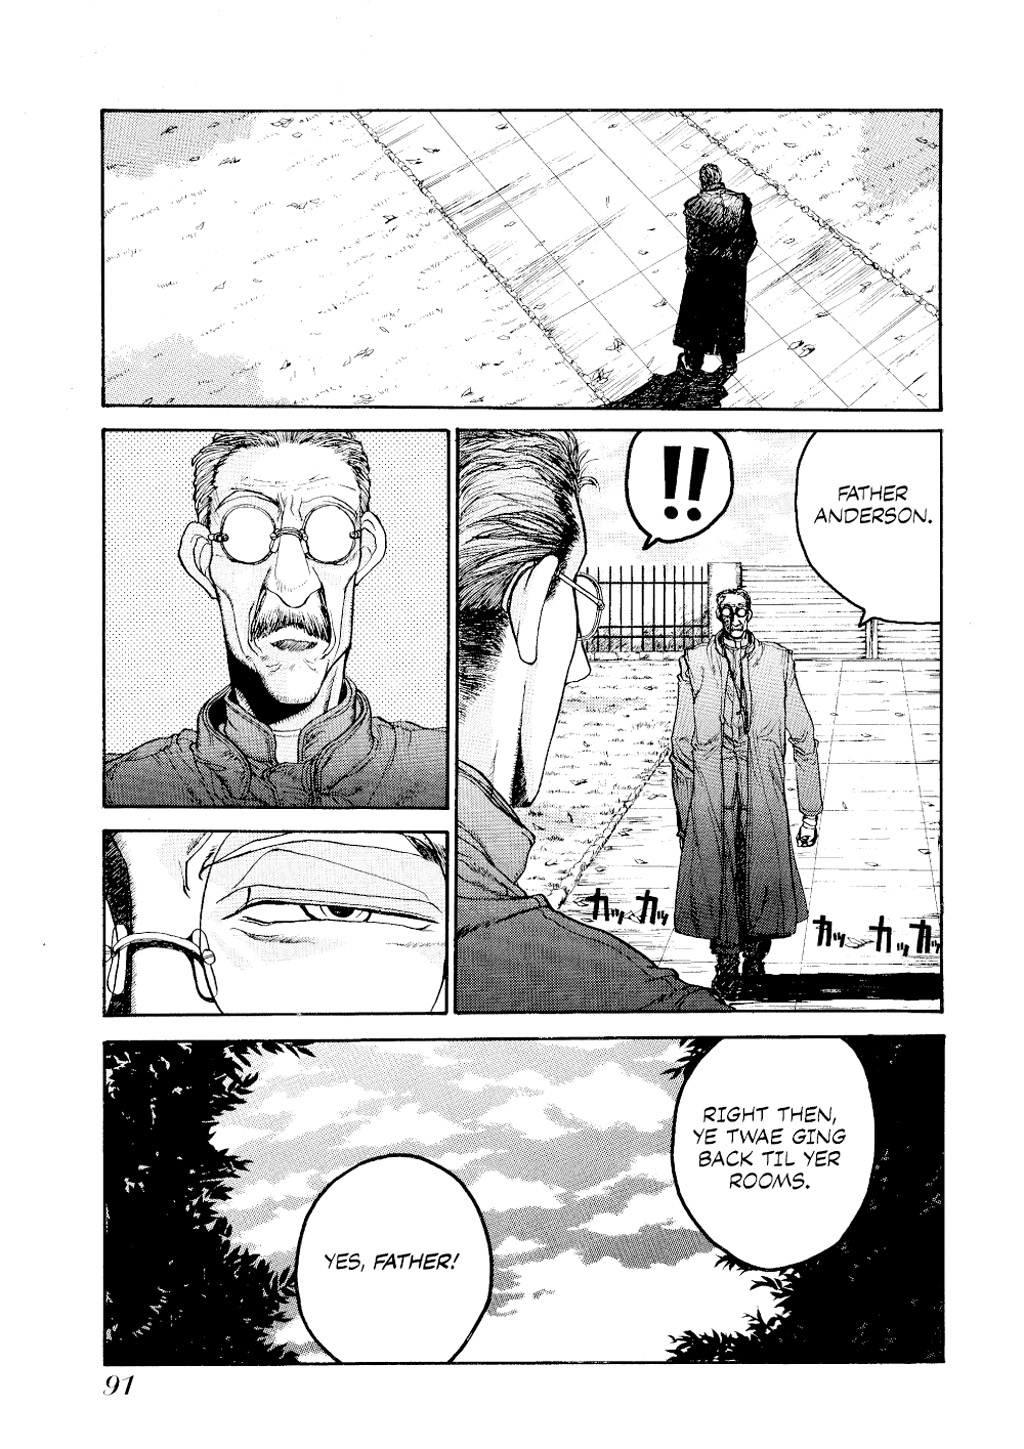 FATHER
ANDERSON.
!!
カッ カッ
カッ カッ カッ
RIGHT THEN,
YE TWAE GING
BACK TIL YER
ROOMS.
YES, FATHER!
91